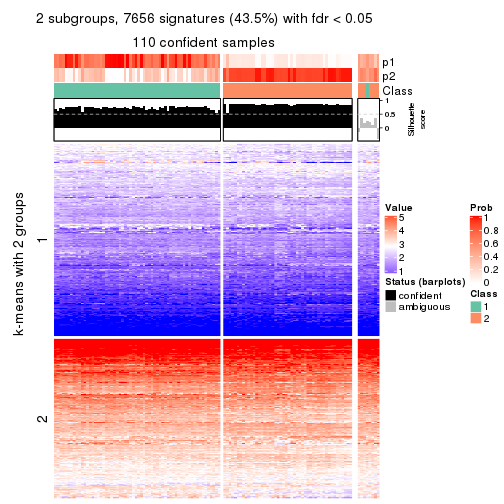 2 subgroups, 7656 signatures (43.5%) with fdr < 0.05
110 confident samples
p1
p2
Class
1
0.5
0
Silhouette
score
k-means with 2 groups
1
2
Value
5
4
3
2
1
Status (barplots)
confident
ambiguous
Prob
1
0.8
0.6
0.4
0.2
0
Class
1
2